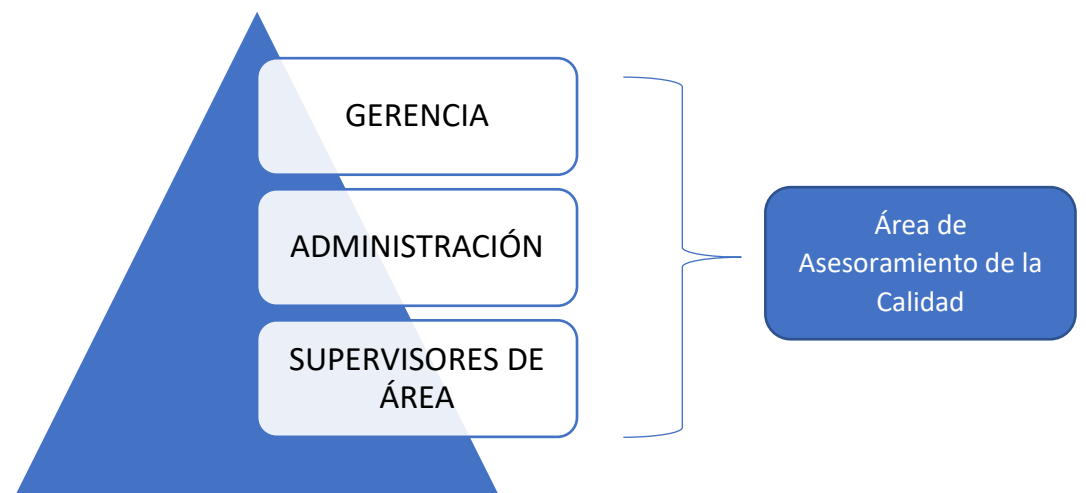 GERENCIA
ADMINISTRACIÓN
SUPERVISORES DE
ÁREA
Área de
Asesoramiento de la
Calidad